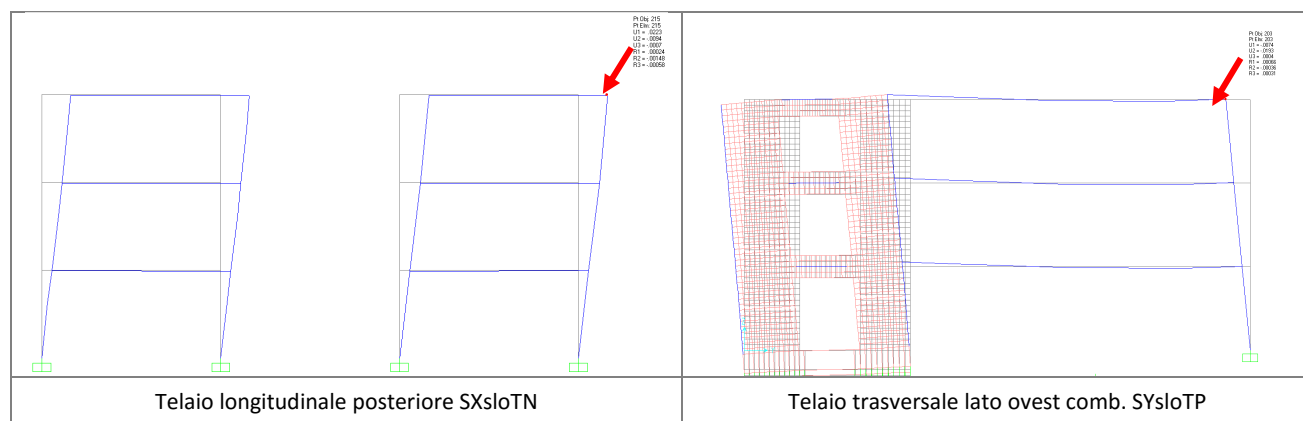 Pt Obj: 215
Pt Elm: 215
U1 = .0223
U2 = -.0094
U3 = -.0007
R1 = .00024
R2 = -.00148
R3 = -.00058
Pt Obj: 203
Pt Elm: 203
U1 = -.0074
U2 = -.0193
U3 = .0004
R1 = .00066
R2 = -.00036
R3 = .00031
Telaio longitudinale posteriore SXsloTN
Telaio trasversale lato ovest comb. SYsloTP